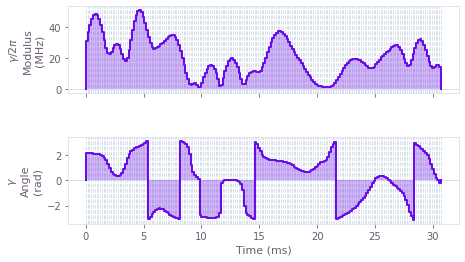 γ/2π
Modulus
(MHz)
40
20
0
γ
Angle
(rad)
2
0
−2
0 5 10 15 20 25 30
Time (ms)